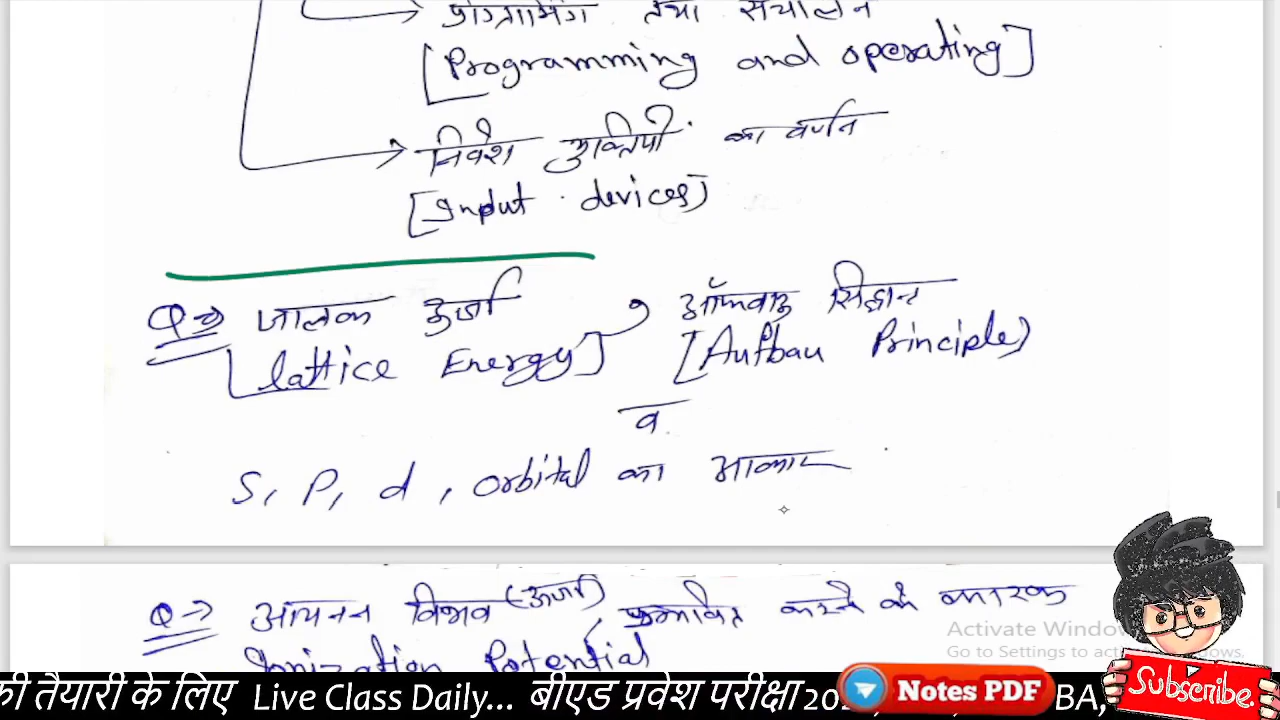 प्रोग्रामिंग तथा संचालन
[Programming and operating]
निवेश युक्तियों का वर्णन
[Input devices]
Q⇒ जालक ऊर्जा, ऑफबाऊ सिद्धान्त
[lattice Energy] [Aufbau Principle]
व
S, P, d, orbital का आकार
Q→ आयनन विभव (ऊर्जा) प्रभावित करने के कारक
Ionization Potential
Activate Windows
Go to Settings to activate Windows.
की तैयारी के लिए Live Class Daily... बीएड प्रवेश परीक्षा 20
Notes PDF
BA,
Subscribe.